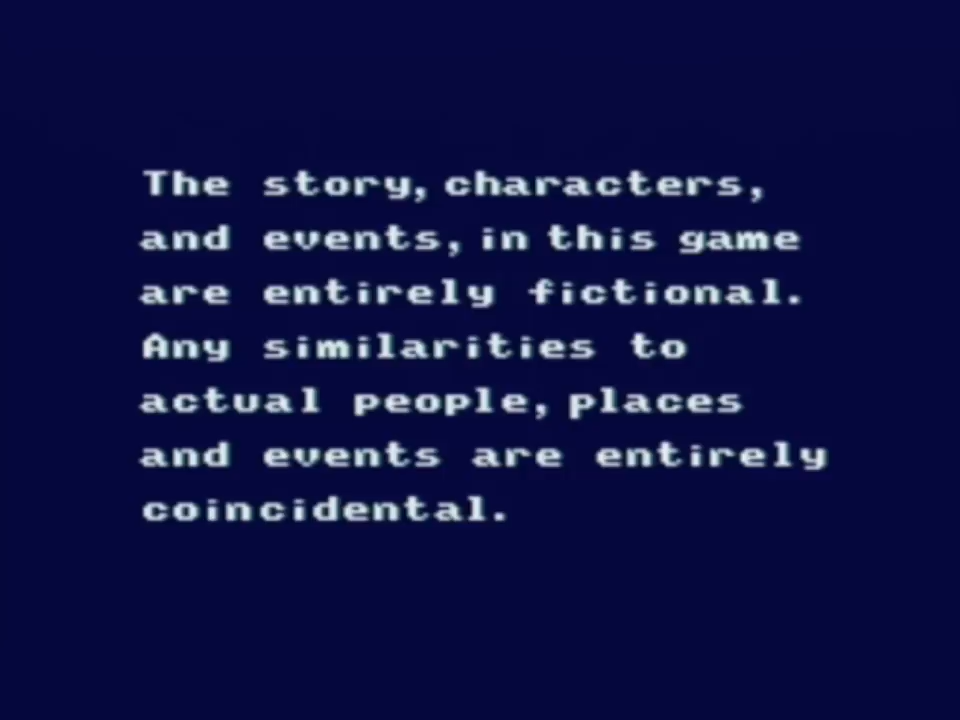 The story, characters,
and events, in this game
are entirely fictional.
Any similarities to
actual people, places
and events are entirely
coincidental.